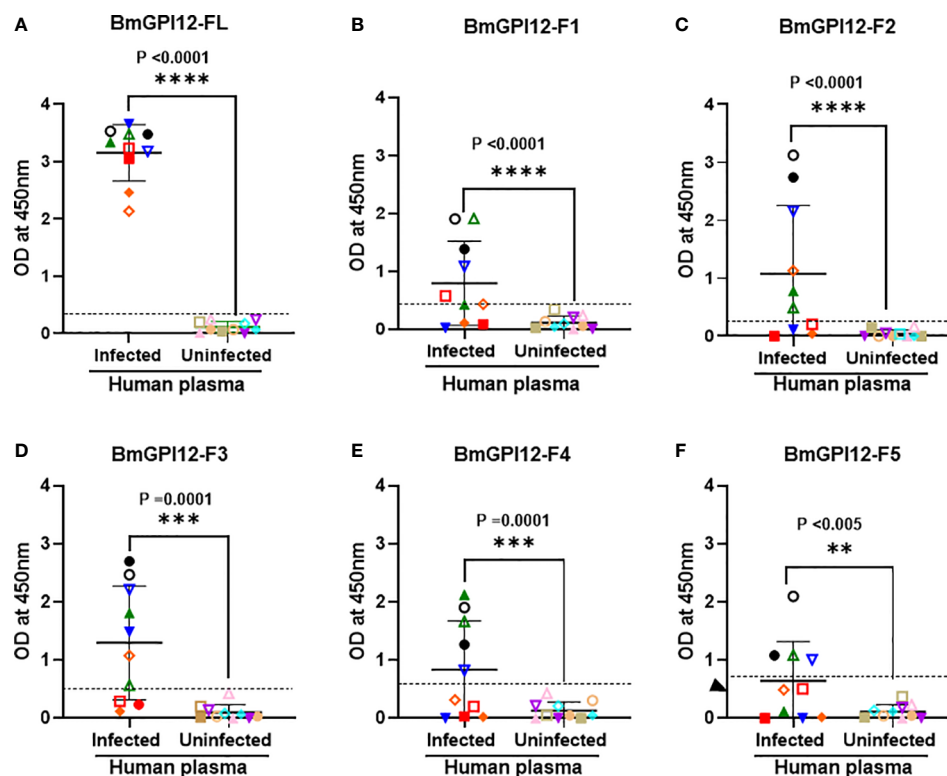 A
BmGPI12-FL
P <0.0001
****
4
3
2
1
0
OD at 450nm
Infected Uninfected
Human plasma
B
BmGPI12-F1
P <0.0001
****
4
3
2
1
0
OD at 450nm
Infected Uninfected
Human plasma
C
BmGPI12-F2
P <0.0001
****
4
3
2
1
0
OD at 450nm
Infected Uninfected
Human plasma
D
BmGPI12-F3
P =0.0001
***
4
3
2
1
0
OD at 450nm
Infected Uninfected
Human plasma
E
BmGPI12-F4
P =0.0001
***
4
3
2
1
0
OD at 450nm
Infected Uninfected
Human plasma
F
BmGPI12-F5
P <0.005
**
4
3
2
1
0
OD at 450nm
Infected Uninfected
Human plasma